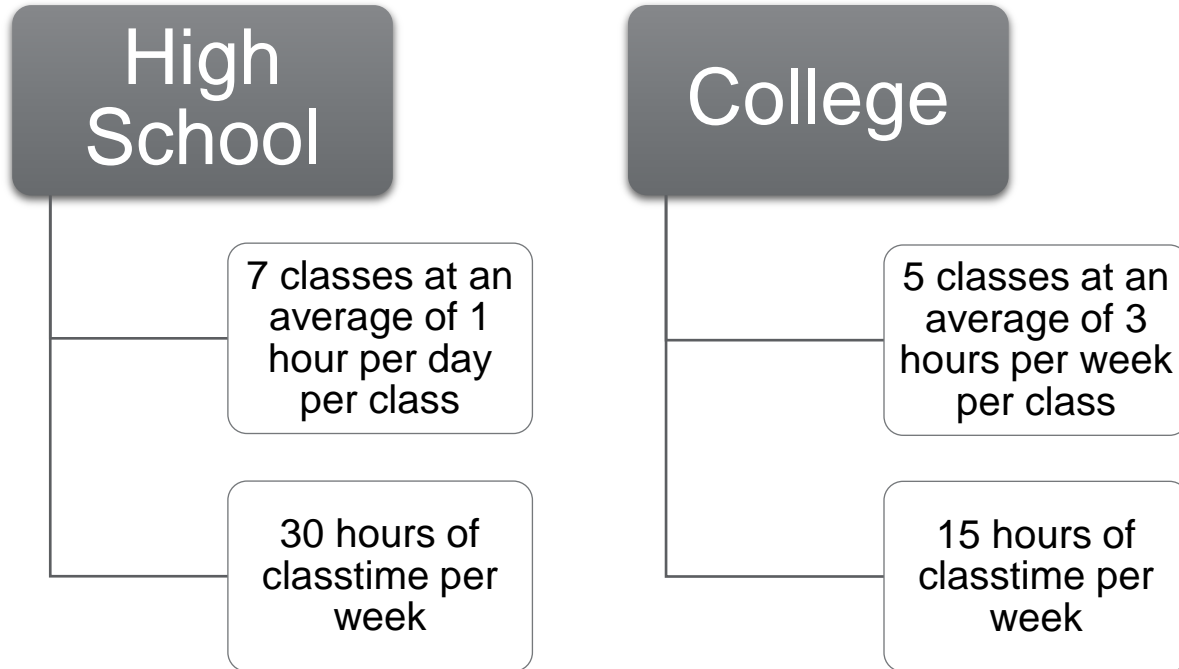 High
School
7 classes at an
average of 1
hour per day
per class
30 hours of
classtime per
week
College
5 classes at an
average of 3
hours per week
per class
15 hours of
classtime per
week